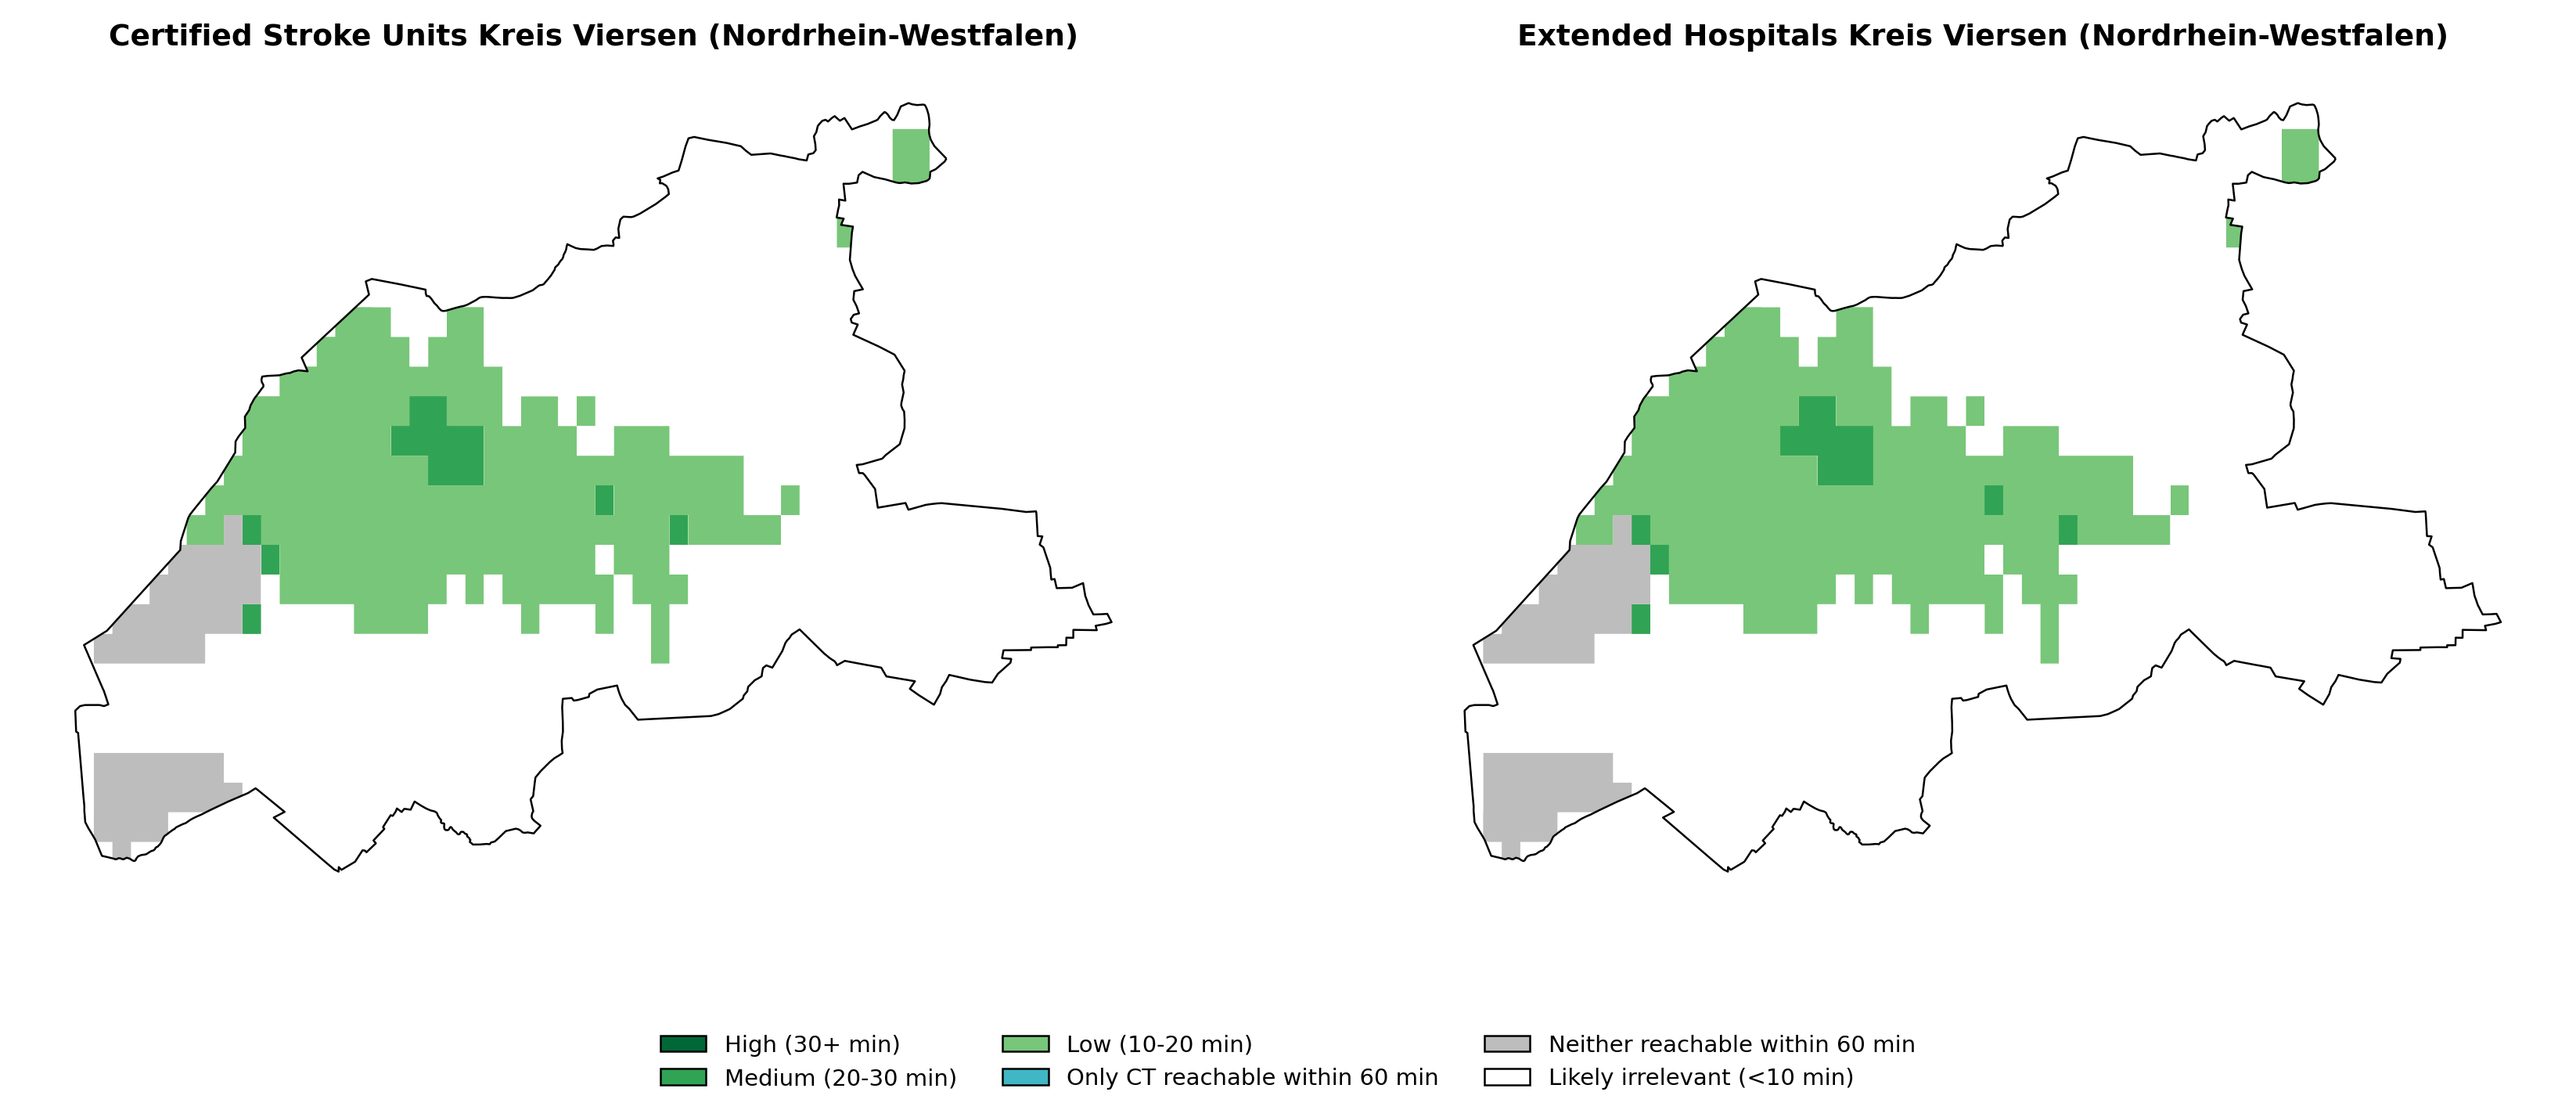 Certified Stroke Units Kreis Viersen (Nordrhein-Westfalen)
Extended Hospitals Kreis Viersen (Nordrhein-Westfalen)
High (30+ min)
Medium (20-30 min)
Low (10-20 min)
Only CT reachable within 60 min
Neither reachable within 60 min
Likely irrelevant (<10 min)